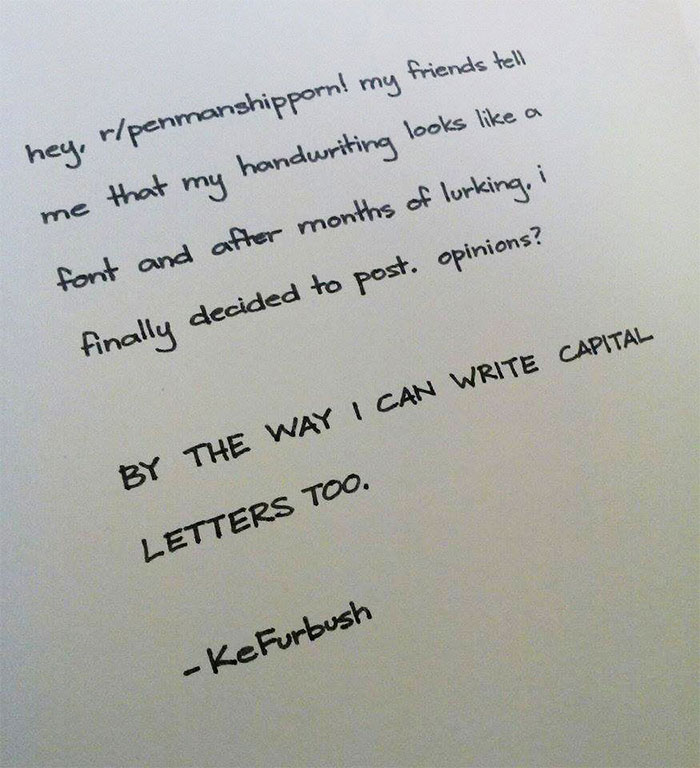 hey, r/penmanshipporn! my friends tell
me that my handwriting looks like a
font and after months of lurking, i
finally decided to post. opinions?
BY THE WAY I CAN WRITE CAPITAL
LETTERS TOO.
- KeFurbush